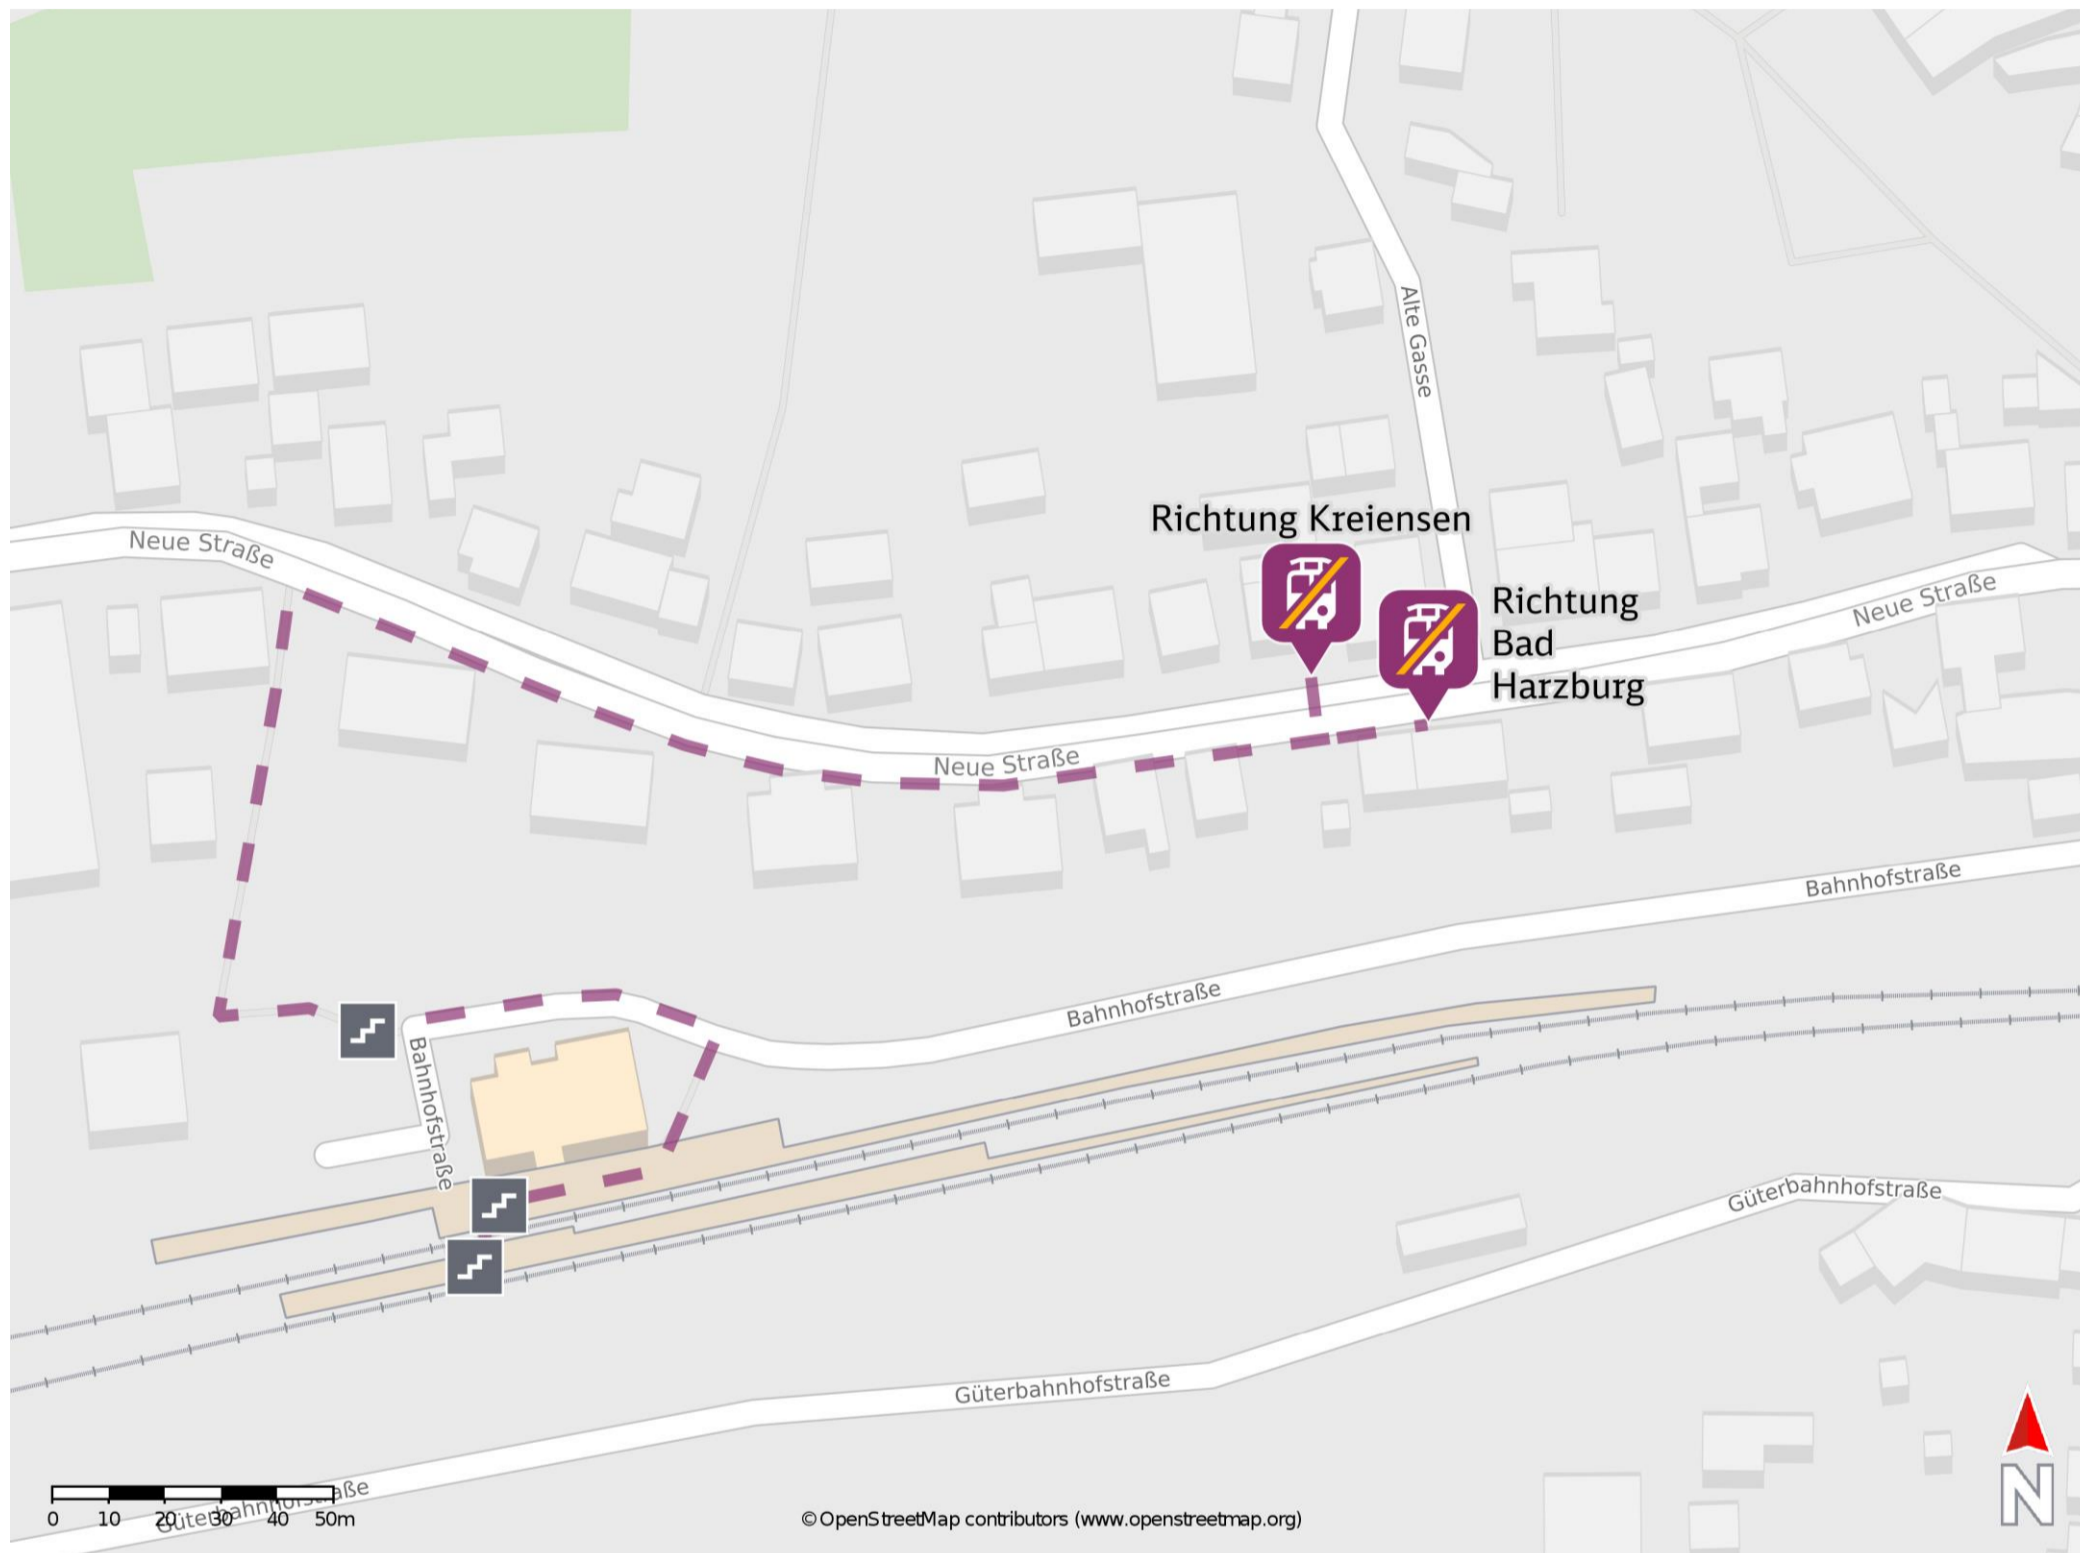 Alte Gasse
Richtung Kreiensen
Neue Straße
Richtung
Bad
Harzburg
Neue Straße
Neue Straße
Bahnhofstraße
Bahnhofstraße
Bahnhofstraße
Güterbahnhofstraße
Güterbahnhofstraße
Güterbahnhofstraße
0 10 20 30 40 50m
© OpenStreetMap contributors (www.openstreetmap.org)
N